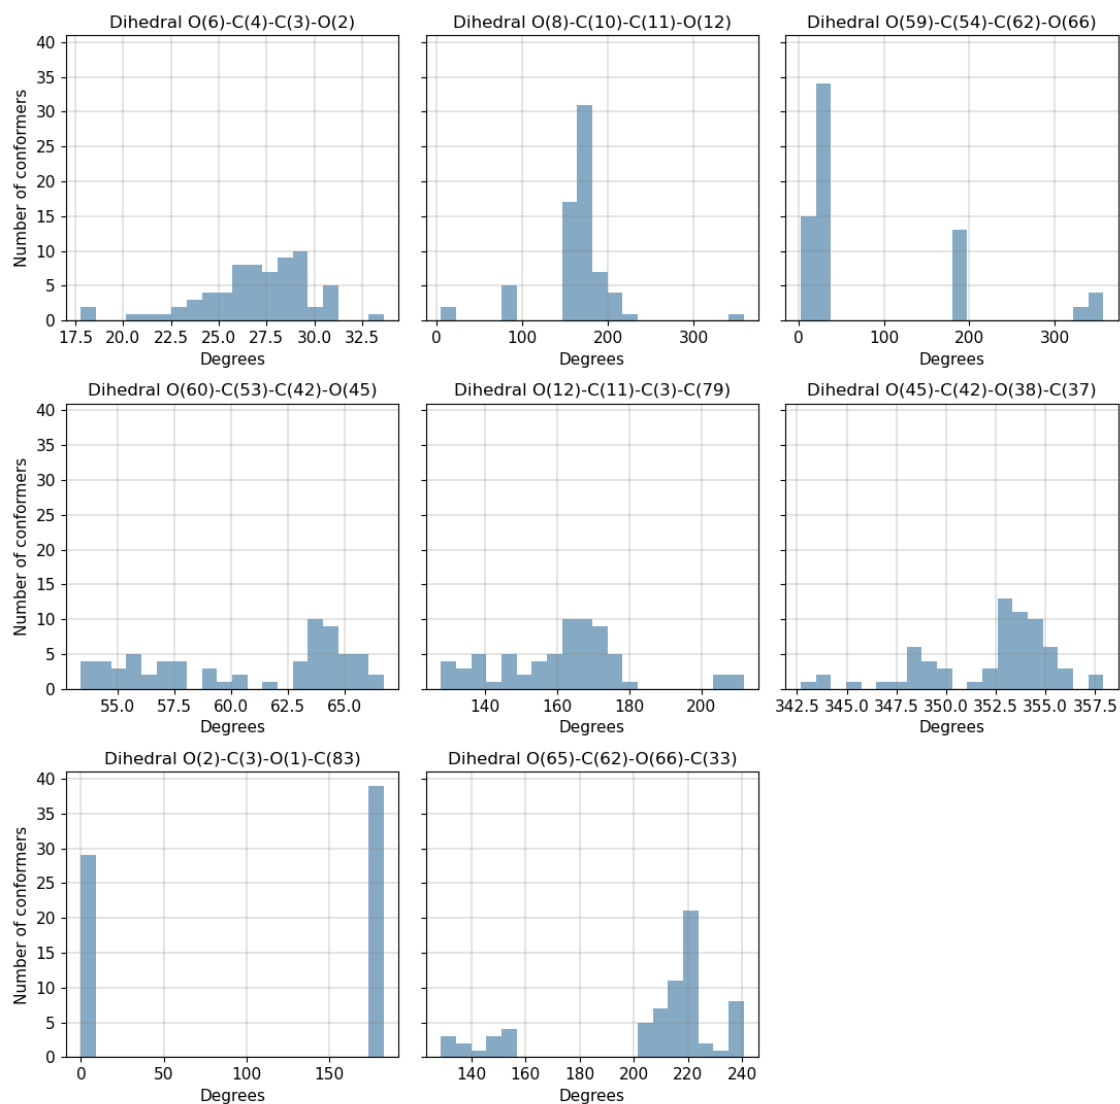 Dihedral O(6)-C(4)-C(3)-O(2) Dihedral O(8)-C(10)-C(11)-O(12) Dihedral O(59)-C(54)-C(62)-O(66)
Number of conformers
40
35
30
25
20
15
10
5
0
17.5 20.0 22.5 25.0 27.5 30.0 32.5 0 100 200 300 0 100 200 300
Degrees Degrees Degrees
Dihedral O(60)-C(53)-C(42)-O(45) Dihedral O(12)-C(11)-C(3)-C(79) Dihedral O(45)-C(42)-O(38)-C(37)
Number of conformers
40
35
30
25
20
15
10
5
0
55.0 57.5 60.0 62.5 65.0 140 160 180 200 342.5 345.0 347.5 350.0 352.5 355.0 357.5
Degrees Degrees Degrees
Dihedral O(2)-C(3)-O(1)-C(83) Dihedral O(65)-C(62)-O(66)-C(33)
Number of conformers
40
35
30
25
20
15
10
5
0
0 50 100 150 140 160 180 200 220 240
Degrees Degrees